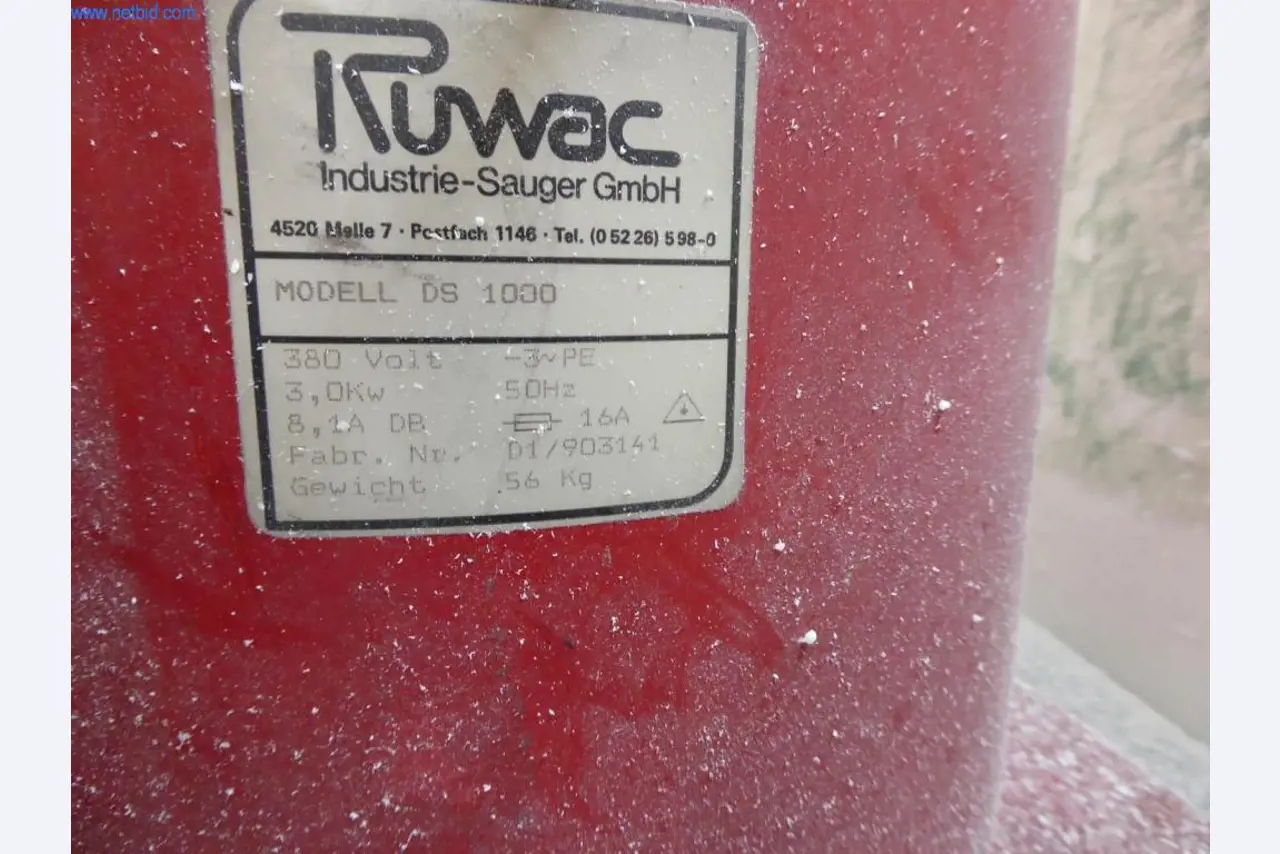 www.netbid.com
Ruwac
Industrie-Sauger GmbH
4520 Melle 7 · Postfach 1146 · Tel. (0 52 26) 5 98-0
MODELL DS 1000
380 Volt -3~PE
3,0Kw 50Hz
8,1A DB 16A
Fabr. Nr. D1/903141
Gewicht 56 Kg